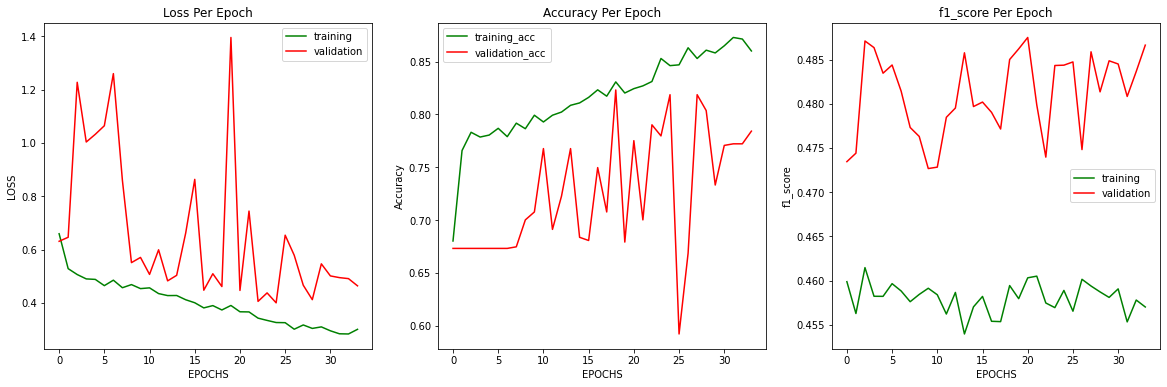 Loss Per Epoch
training
validation
LOSS
1.4
1.2
1.0
0.8
0.6
0.4
0
5
10
15
20
25
30
EPOCHS
Accuracy Per Epoch
training_acc
validation_acc
Accuracy
0.85
0.80
0.75
0.70
0.65
0.60
0
5
10
15
20
25
30
EPOCHS
f1_score Per Epoch
training
validation
f1_score
0.485
0.480
0.475
0.470
0.465
0.460
0.455
0
5
10
15
20
25
30
EPOCHS